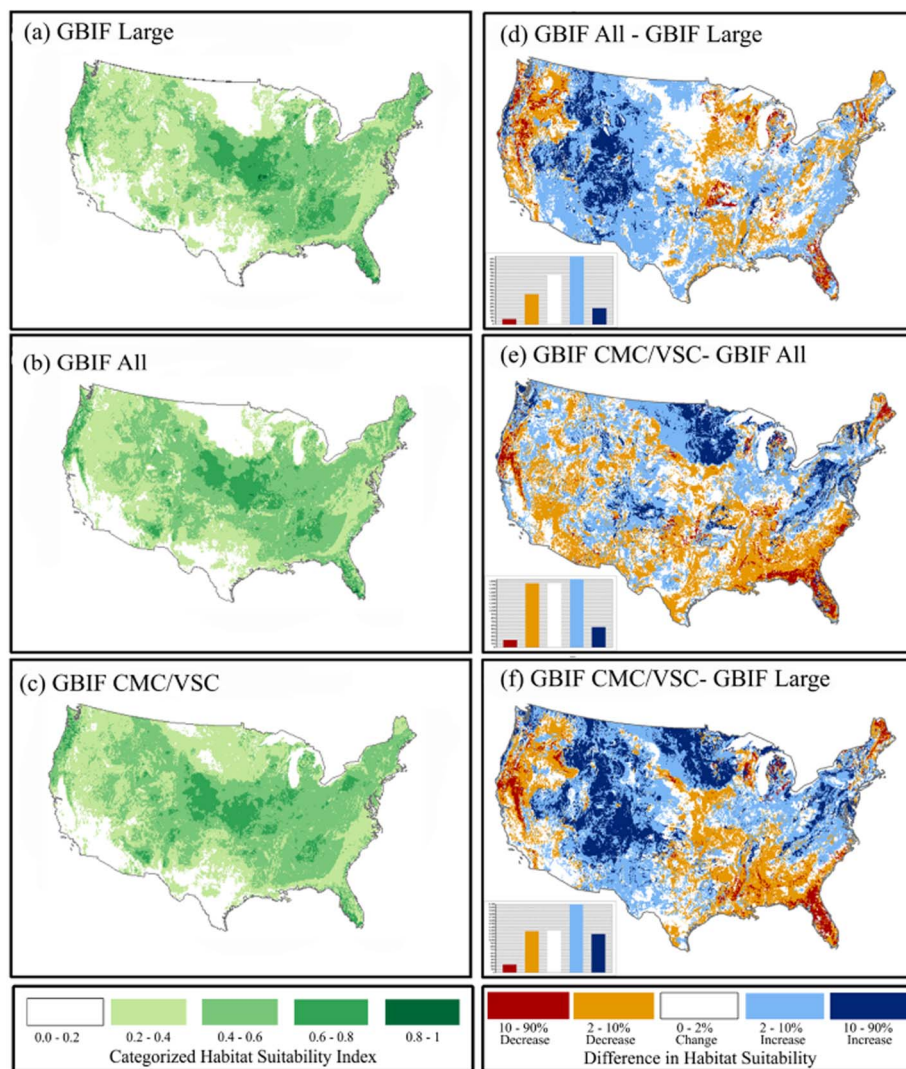 (a) GBIF Large
(d) GBIF All - GBIF Large
(b) GBIF All
(e) GBIF CMC/VSC- GBIF All
(c) GBIF CMC/VSC
(f) GBIF CMC/VSC- GBIF Large
0.0 - 0.2
0.2 - 0.4
0.4 - 0.6
0.6 - 0.8
0.8 - 1
Categorized Habitat Suitability Index
10 - 90%
Decrease
2 - 10%
Decrease
0 - 2%
Change
2 - 10%
Increase
10 - 90%
Increase
Difference in Habitat Suitability